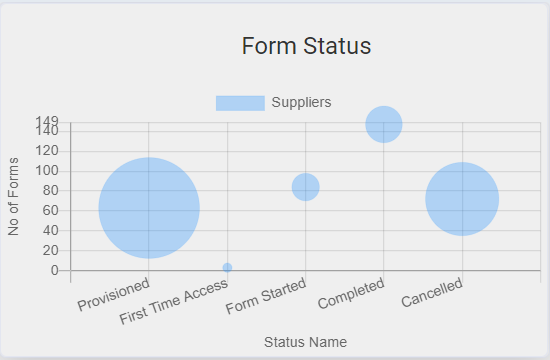 Form Status
Suppliers
149
140
120
100
80
60
40
20
0
No of Forms
Provisioned
First Time Access
Form Started
Completed
Cancelled
Status Name